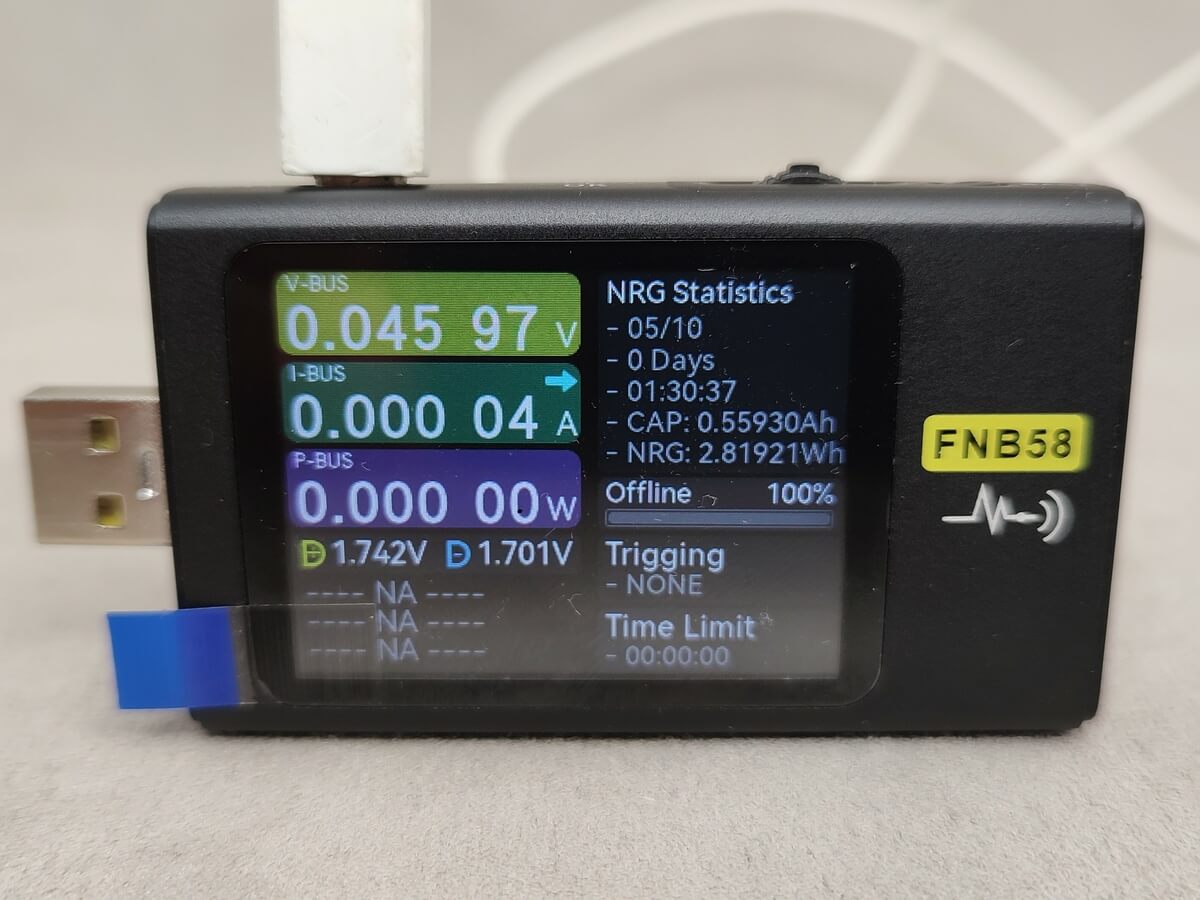 V-BUS
0.045 97 V
I-BUS
0.000 04 A
P-BUS
0.000 00W
D+ 1.742V D- 1.701V
---- NA ----
---- NA ----
---- NA ----
NRG Statistics
- 05/10
- 0 Days
- 01:30:37
- CAP: 0.55930Ah
- NRG: 2.81921Wh
Offline 100%
Trigging
- NONE
Time Limit
- 00:00:00
FNB58